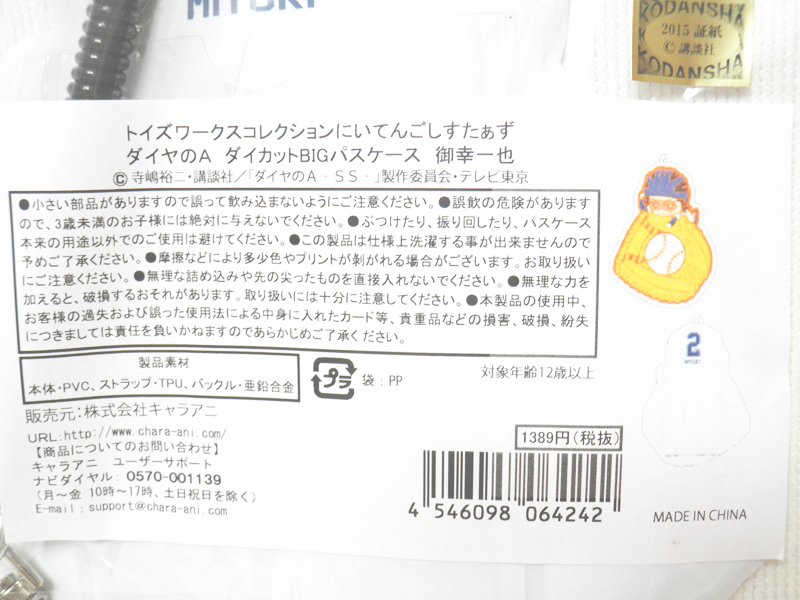 MIYUKI
KODANSHA
2015 証紙
©講談社
KODANSHA
トイズワークスコレクションにいてんごしすたぁず
ダイヤのA ダイカットBIGパスケース 御幸一也
©寺嶋裕二・講談社／「ダイヤのA‐SS‐」製作委員会・テレビ東京
●小さい部品がありますので誤って飲み込まないようにご注意ください。●誤飲の危険があります
ので、3歳未満のお子様には絶対に与えないでください。●ぶつけたり、振り回したり、パスケース
本来の用途以外でのご使用は避けてください。●この製品は仕様上洗濯する事が出来ませんので
予めご了承ください。●摩擦などにより多少色やプリントが剥がれる場合がございます。お取り扱い
にご注意ください。●無理な詰め込みや先の尖ったものを直接入れないでください。●無理な力を
加えると、破損するおそれがあります。取り扱いには十分に注意してください。●本製品の使用中、
お客様の過失および誤った使用法による中身に入れたカード等、貴重品などの損害、破損、紛失
につきましては責任を負いかねますのであらかじめご了承ください。
製品素材
本体・PVC、ストラップ・TPU、バックル・亜鉛合金
プラ
袋：PP
対象年齢12歳以上
販売元：株式会社キャラアニ
URL:http://www.chara-ani.com/
【商品についてのお問い合わせ】
キャラアニ ユーザーサポート
ナビダイヤル：0570-001139
（月～金 10時～17時、土日祝日を除く）
E-mail：support@chara-ani.com
1389円（税抜）
4 546098 064242
2
MIYUKI
MADE IN CHINA